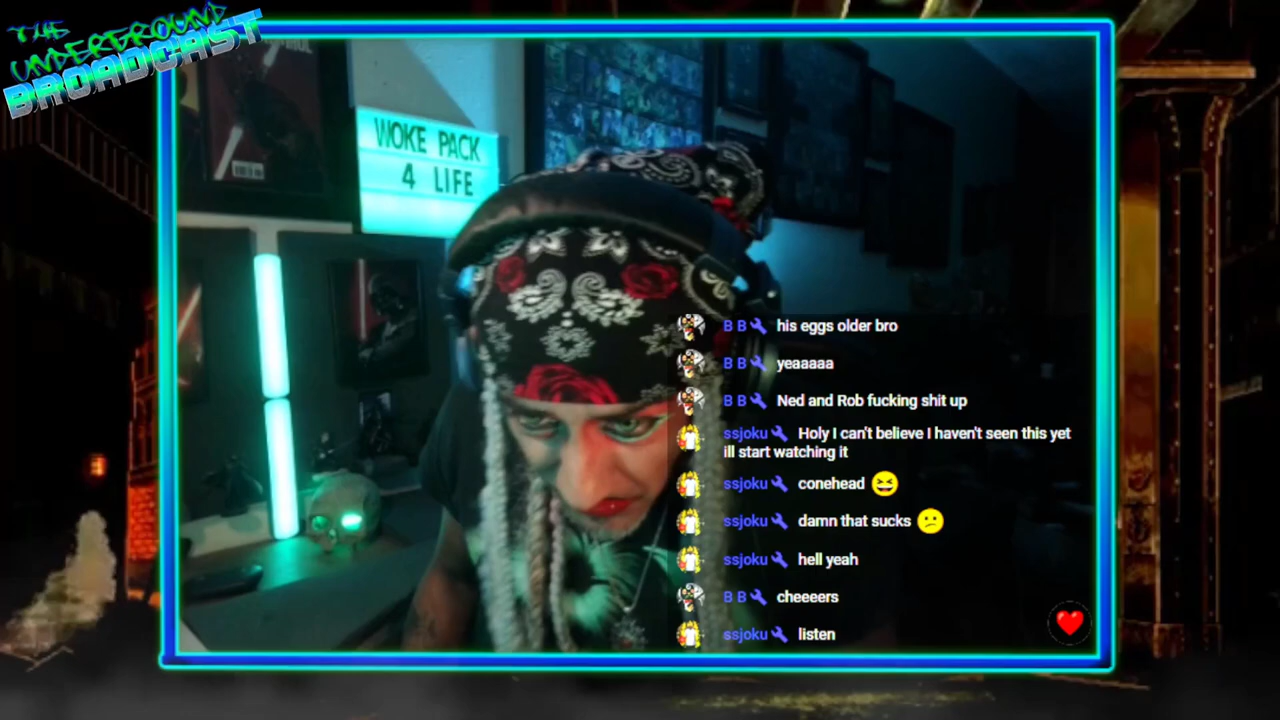 THE
UNDERGROUND
BROADCAST
WOKE PACK
4 LIFE
B B his eggs older bro
B B yeaaaaa
B B Ned and Rob fucking shit up
ssjoku Holy I can't believe I haven't seen this yet
ill start watching it
ssjoku conehead 😆
ssjoku damn that sucks 😕
ssjoku hell yeah
B B cheeeers
ssjoku listen